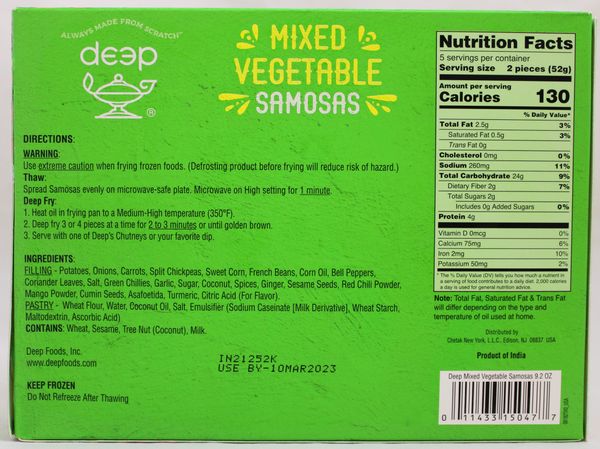 ALWAYS MADE FROM SCRATCH™
deep
®
MIXED
VEGETABLE
SAMOSAS
DIRECTIONS:
WARNING:
Use extreme caution when frying frozen foods. (Defrosting product before frying will reduce risk of hazard.)
Thaw:
Spread Samosas evenly on microwave-safe plate. Microwave on High setting for 1 minute.
Deep Fry:
1. Heat oil in frying pan to a Medium-High temperature (350°F).
2. Deep fry 3 or 4 pieces at a time for 2 to 3 minutes or until golden brown.
3. Serve with one of Deep's Chutneys or your favorite dip.
INGREDIENTS:
FILLING - Potatoes, Onions, Carrots, Split Chickpeas, Sweet Corn, French Beans, Corn Oil, Bell Peppers,
Coriander Leaves, Salt, Green Chillies, Garlic, Sugar, Coconut, Spices, Ginger, Sesame Seeds, Red Chili Powder,
Mango Powder, Cumin Seeds, Asafoetida, Turmeric, Citric Acid (For Flavor).
PASTRY - Wheat Flour, Water, Coconut Oil, Salt, Emulsifier (Sodium Caseinate [Milk Derivative], Wheat Starch,
Maltodextrin, Ascorbic Acid)
CONTAINS: Wheat, Sesame, Tree Nut (Coconut), Milk.
Deep Foods, Inc.
www.deepfoods.com
KEEP FROZEN
Do Not Refreeze After Thawing
IN21252K
USE BY-10MAR2023
Nutrition Facts
5 servings per container
Serving size 2 pieces (52g)
Amount per serving
Calories 130
% Daily Value*
Total Fat 2.5g 3%
Saturated Fat 0.5g 3%
Trans Fat 0g
Cholesterol 0mg 0%
Sodium 260mg 11%
Total Carbohydrate 24g 9%
Dietary Fiber 2g 7%
Total Sugars 2g
Includes 0g Added Sugars 0%
Protein 4g
Vitamin D 0mcg 0%
Calcium 75mg 6%
Iron 2mg 10%
Potassium 50mg 2%
* The % Daily Value (DV) tells you how much a nutrient in
a serving of food contributes to a daily diet. 2,000 calories
a day is used for general nutrition advice.
Note: Total Fat, Saturated Fat & Trans Fat
will differ depending on the type and
temperature of oil used at home.
Distributed by
Chetak New York, L.L.C., Edison, NJ 08837 USA
Product of India
Deep Mixed Vegetable Samosas 9.2 OZ
0 11433 15047 7